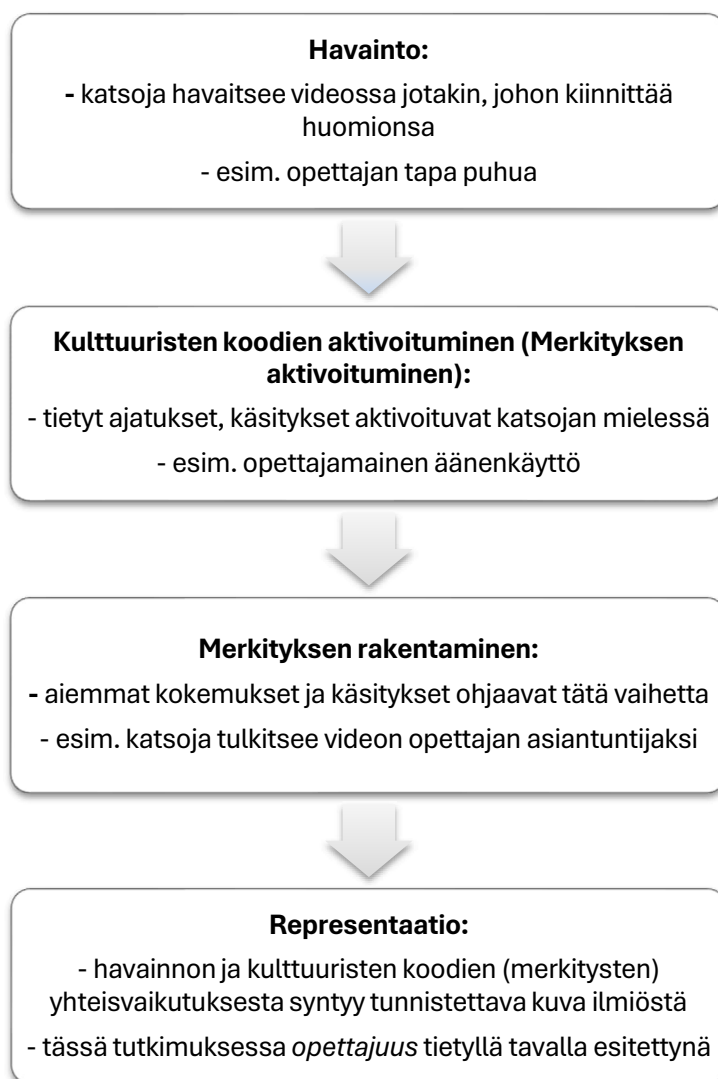 Havainto:
- katsoja havaitsee videossa jotakin, johon kiinnittää
huomionsa
- esim. opettajan tapa puhua
Kulttuuristen koodien aktivoituminen (Merkityksen
aktivoituminen):
- tietyt ajatukset, käsitykset aktivoituvat katsojan mielessä
- esim. opettajamainen äänenkäyttö
Merkityksen rakentaminen:
- aiemmat kokemukset ja käsitykset ohjaavat tätä vaihetta
- esim. katsoja tulkitsee videon opettajan asiantuntijaksi
Representaatio:
- havainnon ja kulttuuristen koodien (merkitysten)
yhteisvaikutuksesta syntyy tunnistettava kuva ilmiöstä
- tässä tutkimuksessa opettajuus tietyllä tavalla esitettynä